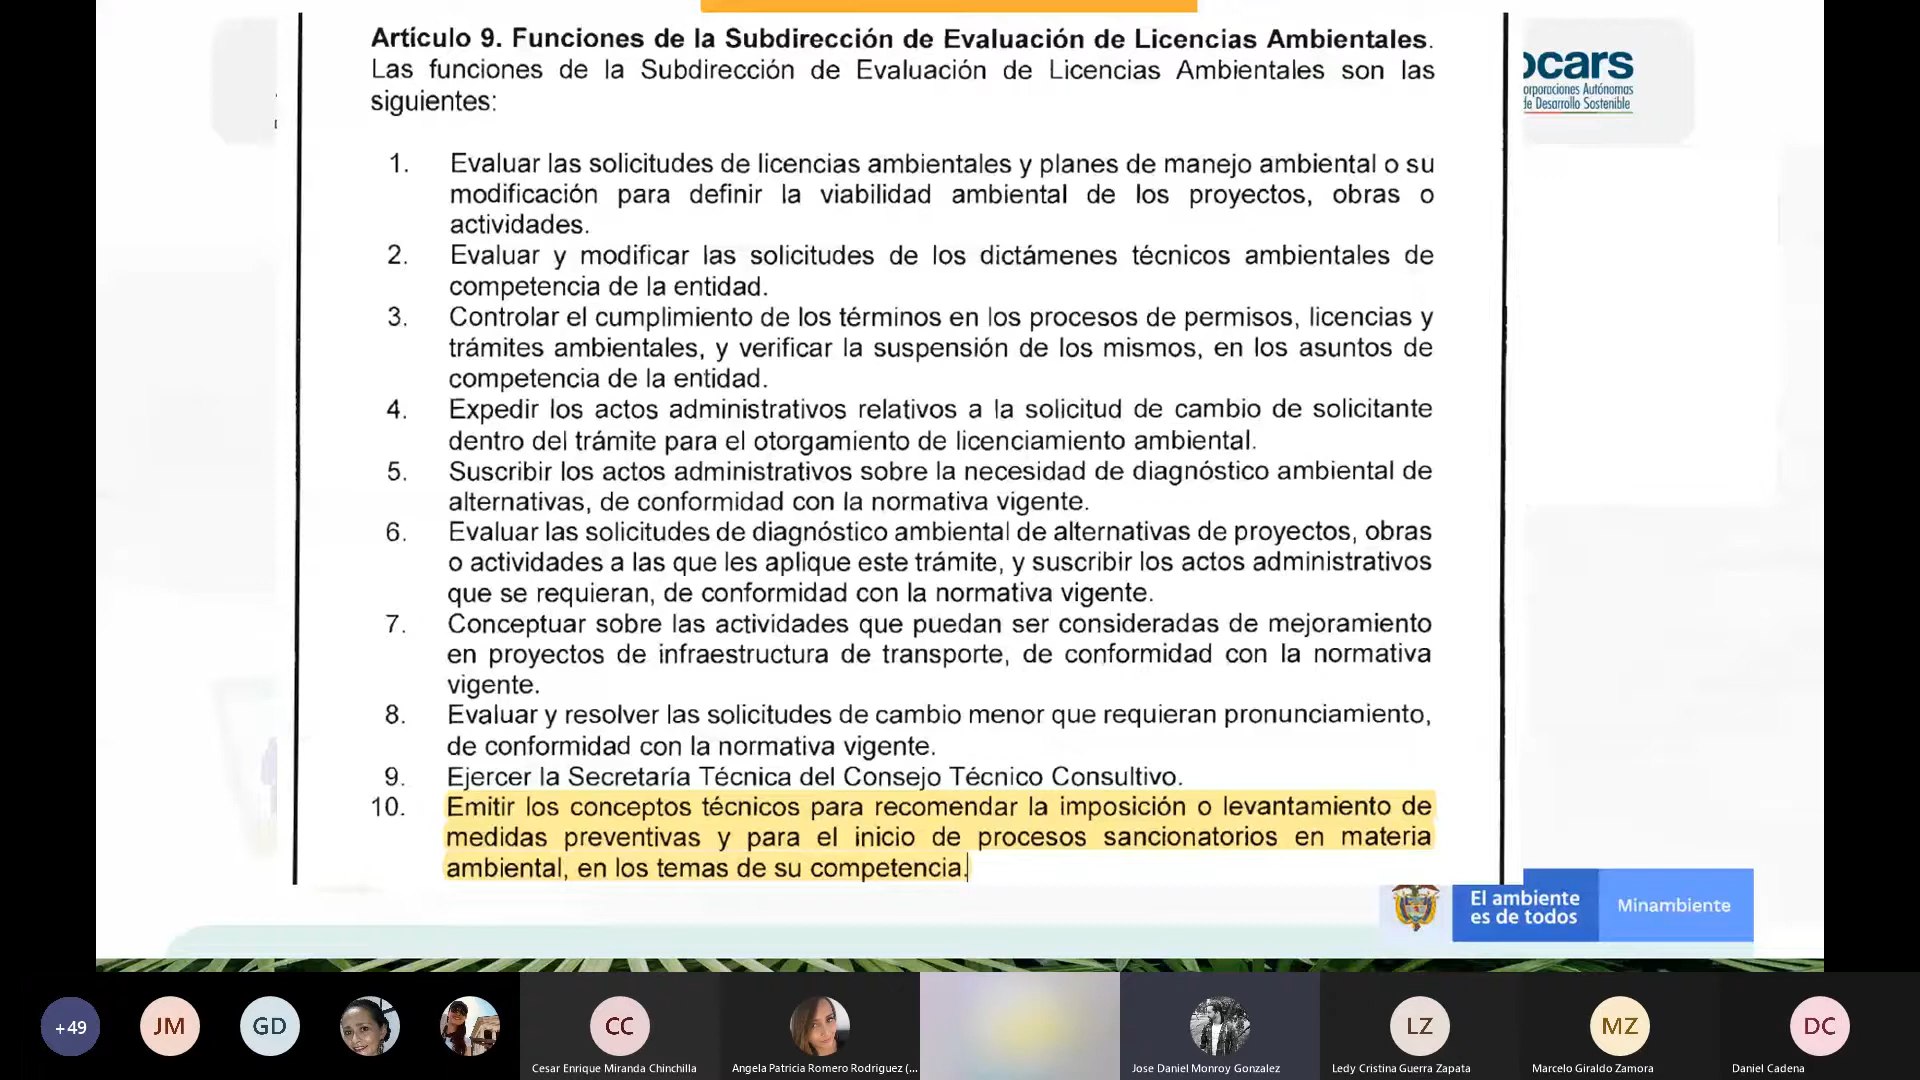 Artículo 9. Funciones de la Subdirección de Evaluación de Licencias Ambientales.
Las funciones de la Subdirección de Evaluación de Licencias Ambientales son las
siguientes:
1. Evaluar las solicitudes de licencias ambientales y planes de manejo ambiental o su
modificación para definir la viabilidad ambiental de los proyectos, obras o
actividades.
2. Evaluar y modificar las solicitudes de los dictámenes técnicos ambientales de
competencia de la entidad.
3. Controlar el cumplimiento de los términos en los procesos de permisos, licencias y
trámites ambientales, y verificar la suspensión de los mismos, en los asuntos de
competencia de la entidad.
4. Expedir los actos administrativos relativos a la solicitud de cambio de solicitante
dentro del trámite para el otorgamiento de licenciamiento ambiental.
5. Suscribir los actos administrativos sobre la necesidad de diagnóstico ambiental de
alternativas, de conformidad con la normativa vigente.
6. Evaluar las solicitudes de diagnóstico ambiental de alternativas de proyectos, obras
o actividades a las que les aplique este trámite, y suscribir los actos administrativos
que se requieran, de conformidad con la normativa vigente.
7. Conceptuar sobre las actividades que puedan ser consideradas de mejoramiento
en proyectos de infraestructura de transporte, de conformidad con la normativa
vigente.
8. Evaluar y resolver las solicitudes de cambio menor que requieran pronunciamiento,
de conformidad con la normativa vigente.
9. Ejercer la Secretaría Técnica del Consejo Técnico Consultivo.
10. Emitir los conceptos técnicos para recomendar la imposición o levantamiento de
medidas preventivas y para el inicio de procesos sancionatorios en materia
ambiental, en los temas de su competencia.
ocars
orporaciones Autónomas
de Desarrollo Sostenible
El ambiente
es de todos
Minambiente
+49
JM
GD
CC
LZ
MZ
DC
Cesar Enrique Miranda Chinchilla
Angela Patricia Romero Rodriguez (...
Jose Daniel Monroy Gonzalez
Ledy Cristina Guerra Zapata
Marcelo Giraldo Zamora
Daniel Cadena